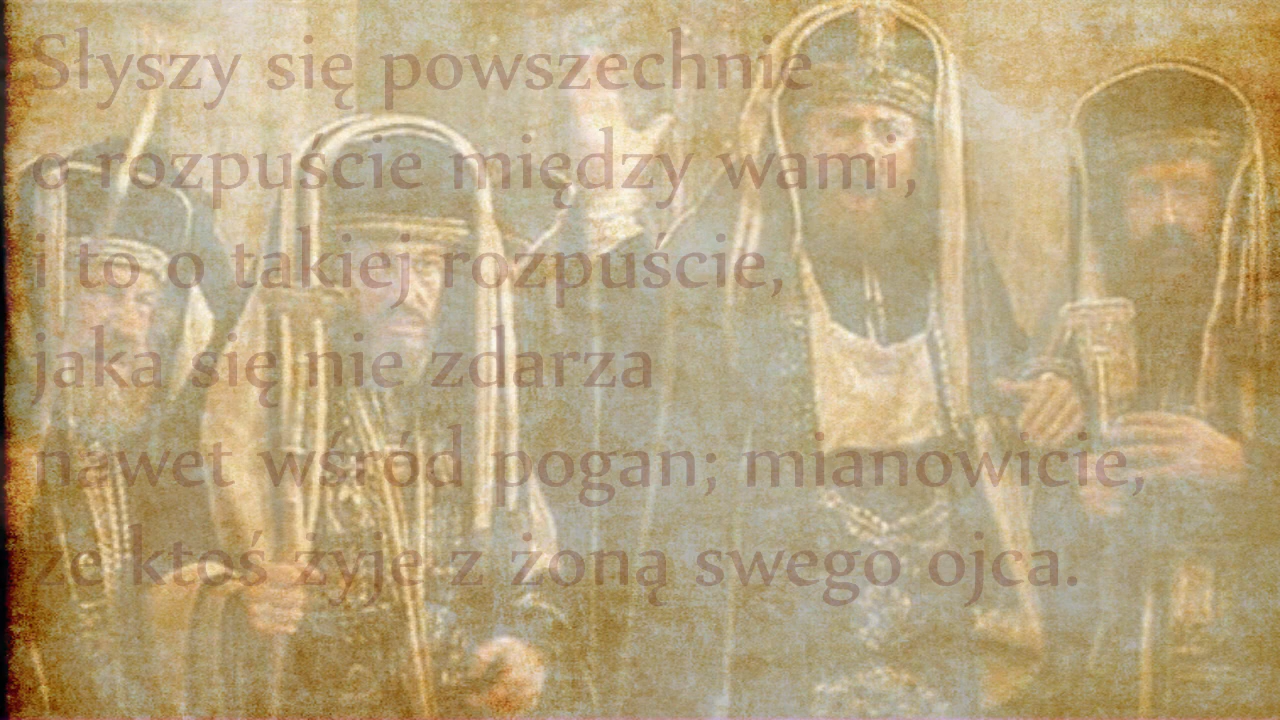 Słyszy się powszechnie
o rozpuście między wami,
i to o takiej rozpuście,
jaka się nie zdarza
nawet wśród pogan; mianowicie,
że ktoś żyje z żoną swego ojca.